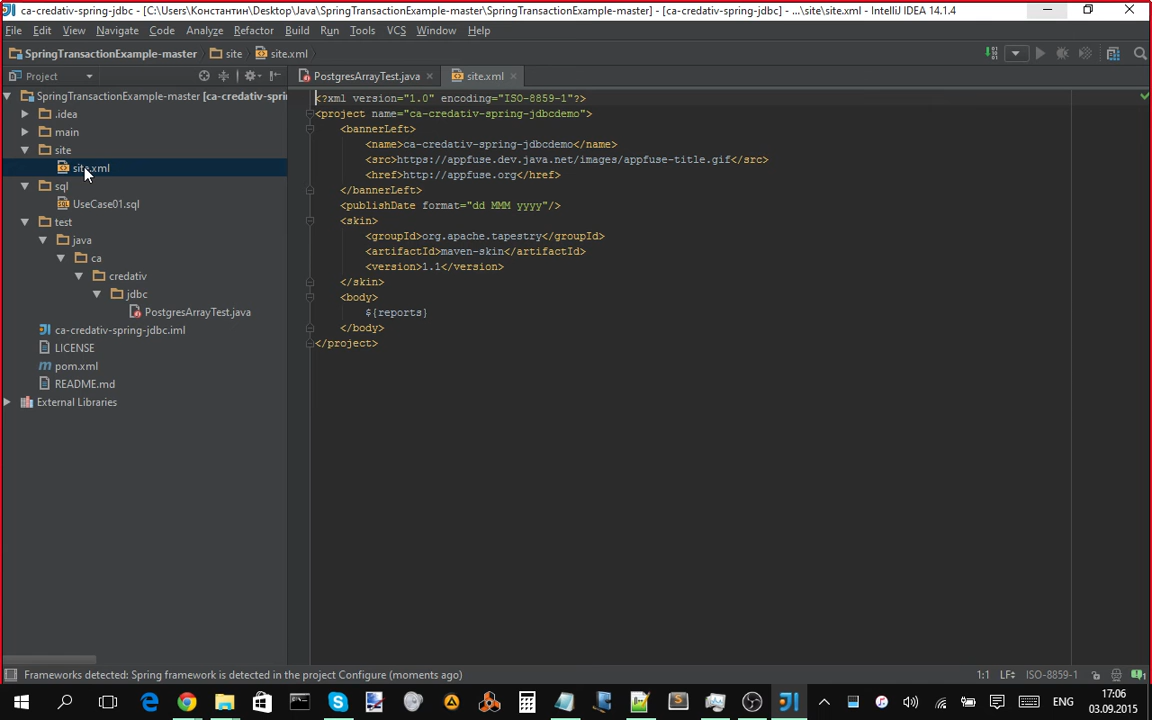 ca-credativ-spring-jdbc - [C:\Users\Константин\Desktop\Java\SpringTransactionExample-master\SpringTransactionExample-master] - [ca-credativ-spring-jdbc] - ...\site\site.xml - IntelliJ IDEA 14.1.4
File Edit View Navigate Code Analyze Refactor Build Run Tools VCS Window Help
SpringTransactionExample-master site site.xml
Project
PostgresArrayTest.java site.xml
SpringTransactionExample-master [ca-credativ-spri
.idea
main
site
site.xml
sql
UseCase01.sql
test
java
ca
credativ
jdbc
PostgresArrayTest.java
ca-credativ-spring-jdbc.iml
LICENSE
pom.xml
README.md
External Libraries
<?xml version="1.0" encoding="ISO-8859-1"?>
<project name="ca-credativ-spring-jdbcdemo">
<bannerLeft>
<name>ca-credativ-spring-jdbcdemo</name>
<src>https://appfuse.dev.java.net/images/appfuse-title.gif</src>
<href>http://appfuse.org</href>
</bannerLeft>
<publishDate format="dd MMM yyyy"/>
<skin>
<groupId>org.apache.tapestry</groupId>
<artifactId>maven-skin</artifactId>
<version>1.1</version>
</skin>
<body>
${reports}
</body>
</project>
Frameworks detected: Spring framework is detected in the project Configure (moments ago)
1:1 LF÷ ISO-8859-1
ENG
17:06
03.09.2015